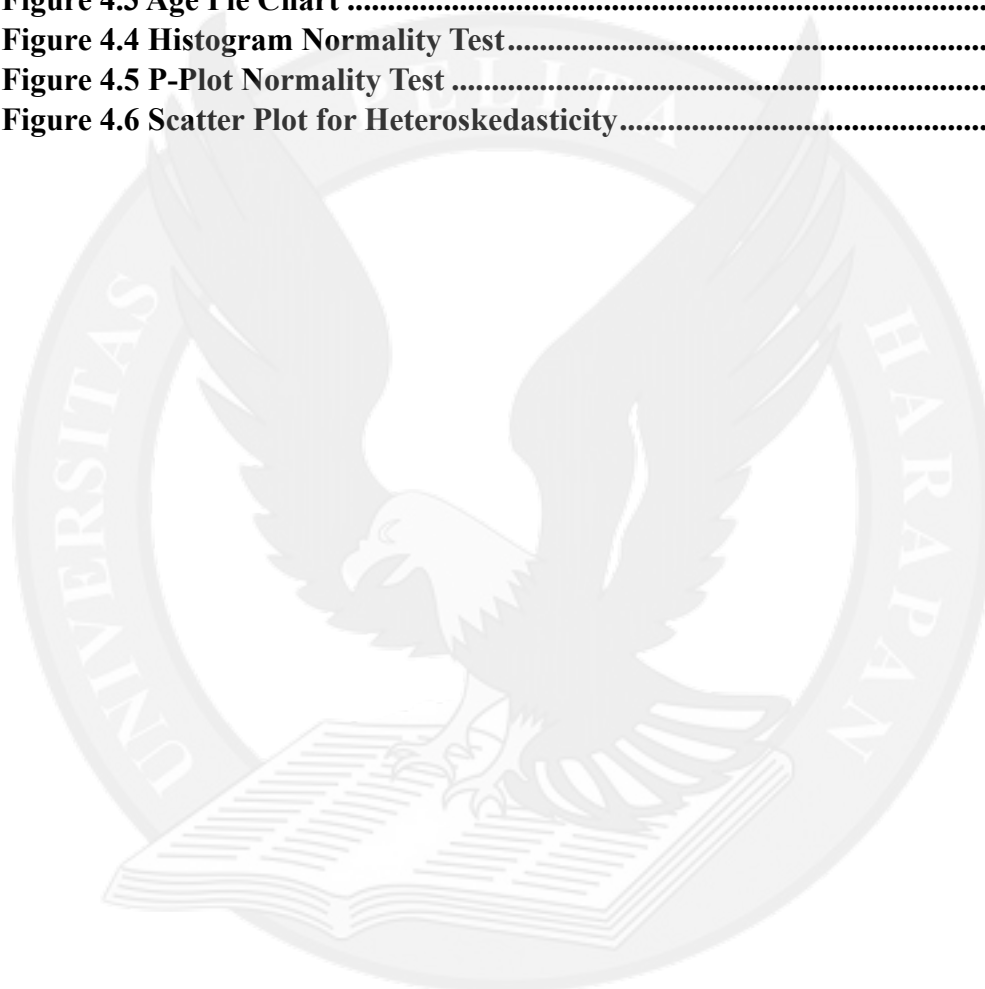 Figure 4.3 Age Pie Chart ..........................................................................................
Figure 4.4 Histogram Normality Test............................................................
Figure 4.5 P-Plot Normality Test ...................................................................
Figure 4.6 Scatter Plot for Heteroskedasticity..............................................
UNIVERSITAS PELITA HARAPAN